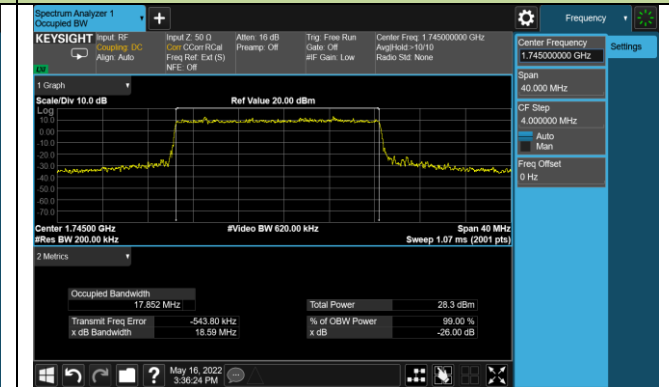 Spectrum Analyzer 1
Occupied BW
Frequency
KEYSIGHT
Input: RF
Coupling: DC
Align: Auto
Input Z: 50 Ω
Corr CCorr RCal
Freq Ref: Ext (S)
NFE: Off
Atten: 16 dB
Preamp: Off
Trig: Free Run
Gate: Off
#IF Gain: Low
Center Freq: 1.745000000 GHz
Avg|Hold:>10/10
Radio Std: None
Center Frequency
1.745000000 GHz
Settings
Span
40.000 MHz
CF Step
4.000000 MHz
Auto
Man
Freq Offset
0 Hz
1 Graph
Scale/Div 10.0 dB
Ref Value 20.00 dBm
Log
10.0
0.00
-10.0
-20.0
-30.0
-40.0
-50.0
-60.0
-70.0
Center 1.74500 GHz
#Video BW 620.00 kHz
Span 40 MHz
#Res BW 200.00 kHz
Sweep 1.07 ms (2001 pts)
2 Metrics
Occupied Bandwidth
17.852 MHz
Total Power
28.3 dBm
Transmit Freq Error
-543.80 kHz
% of OBW Power
99.00 %
x dB Bandwidth
18.59 MHz
x dB
-26.00 dB
May 16, 2022
3:36:24 PM